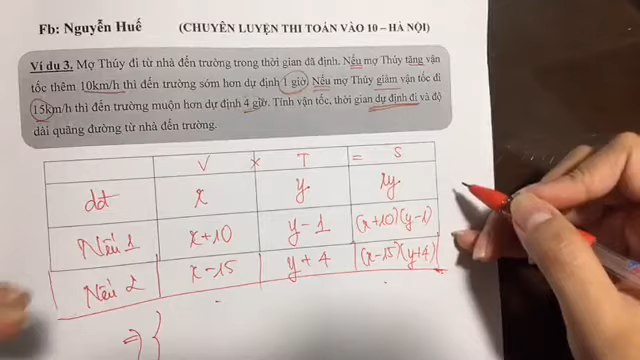 Fb: Nguyễn Huế (CHUYÊN LUYỆN THI TOÁN VÀO 10 – HÀ NỘI)
Ví dụ 3. Mợ Thúy đi từ nhà đến trường trong thời gian đã định. Nếu mợ Thúy tăng vận
tốc thêm 10km/h thì đến trường sớm hơn dự định 1 giờ. Nếu mợ Thúy giảm vận tốc đi
15km/h thì đến trường muộn hơn dự định 4 giờ. Tính vận tốc, thời gian dự định đi và độ
dài quãng đường từ nhà đến trường.
V × T = S
dđ x y xy
Nếu 1 x+10 y-1 (x+10)(y-1)
Nếu 2 x-15 y+4 (x-15)(y+4)
⇒ {